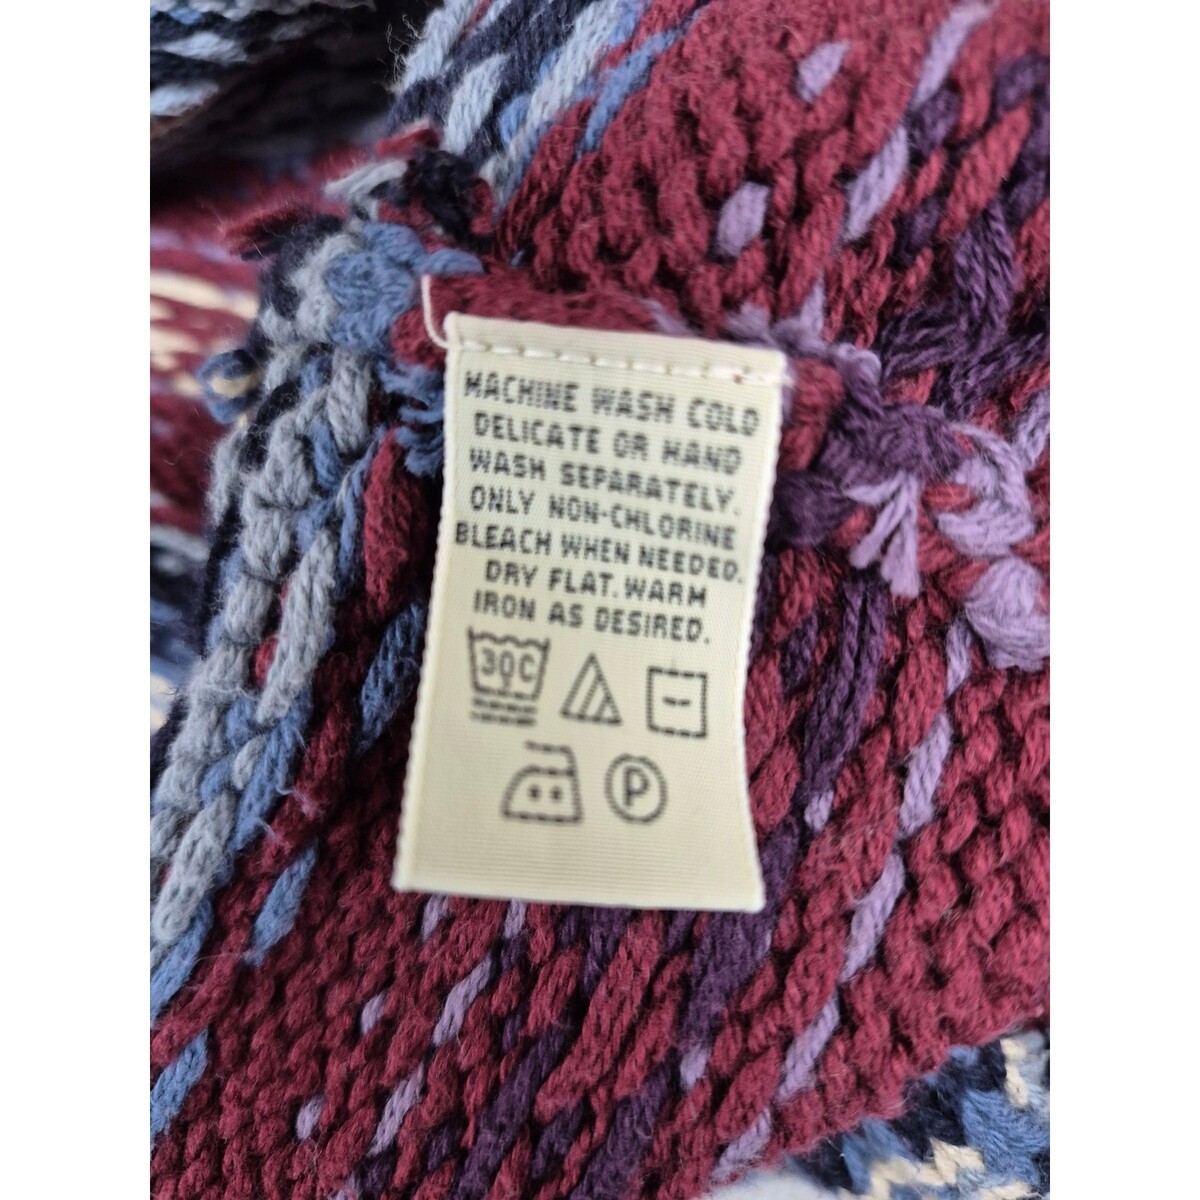 MACHINE WASH COLD
DELICATE OR HAND
WASH SEPARATELY.
ONLY NON-CHLORINE
BLEACH WHEN NEEDED.
DRY FLAT. WARM
IRON AS DESIRED.
30C
P